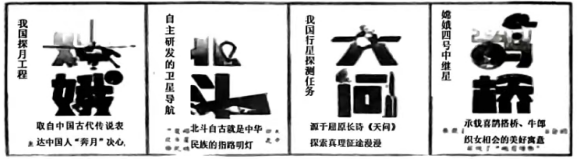 我国探月工程
嫦娥
取自中国古代传说表
达中国人“奔月”决心
自主研发的卫星导航
北斗
北斗自古就是中华
民族的指路明灯
我国行星探测任务
天问
源于屈原长诗《天问》
探索真理征途漫漫
嫦娥四号中继星
鹊桥
承载喜鹊搭桥、牛郎
织女相会的美好寓意